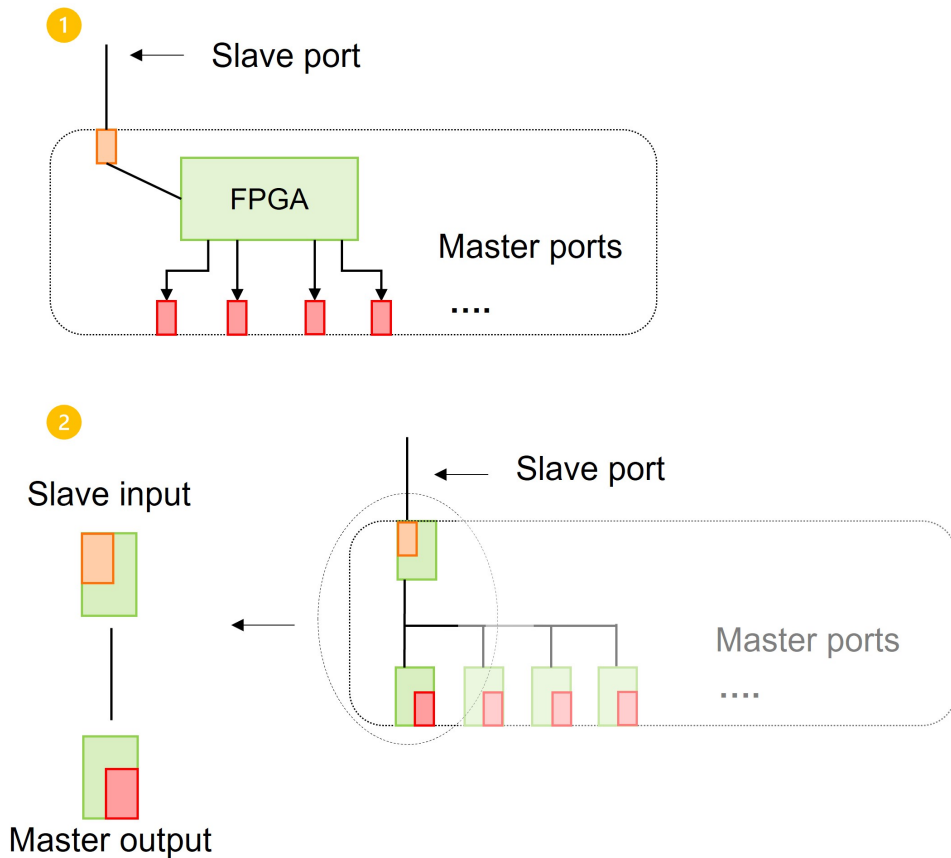 1
Slave port
FPGA
Master ports
....
2
Slave port
Slave input
Master ports
....
Master output